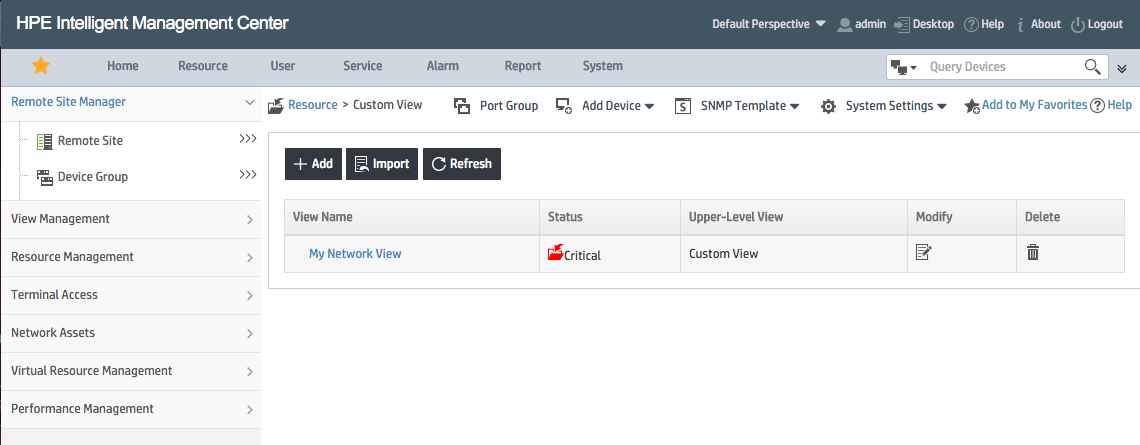 HPE Intelligent Management Center
Default Perspective admin Desktop Help About Logout
Home Resource User Service Alarm Report System Query Devices
Remote Site Manager
Remote Site
Device Group
View Management
Resource Management
Terminal Access
Network Assets
Virtual Resource Management
Performance Management
Resource > Custom View Port Group Add Device SNMP Template System Settings Add to My Favorites Help
Add Import Refresh
View Name Status Upper-Level View Modify Delete
My Network View Critical Custom View